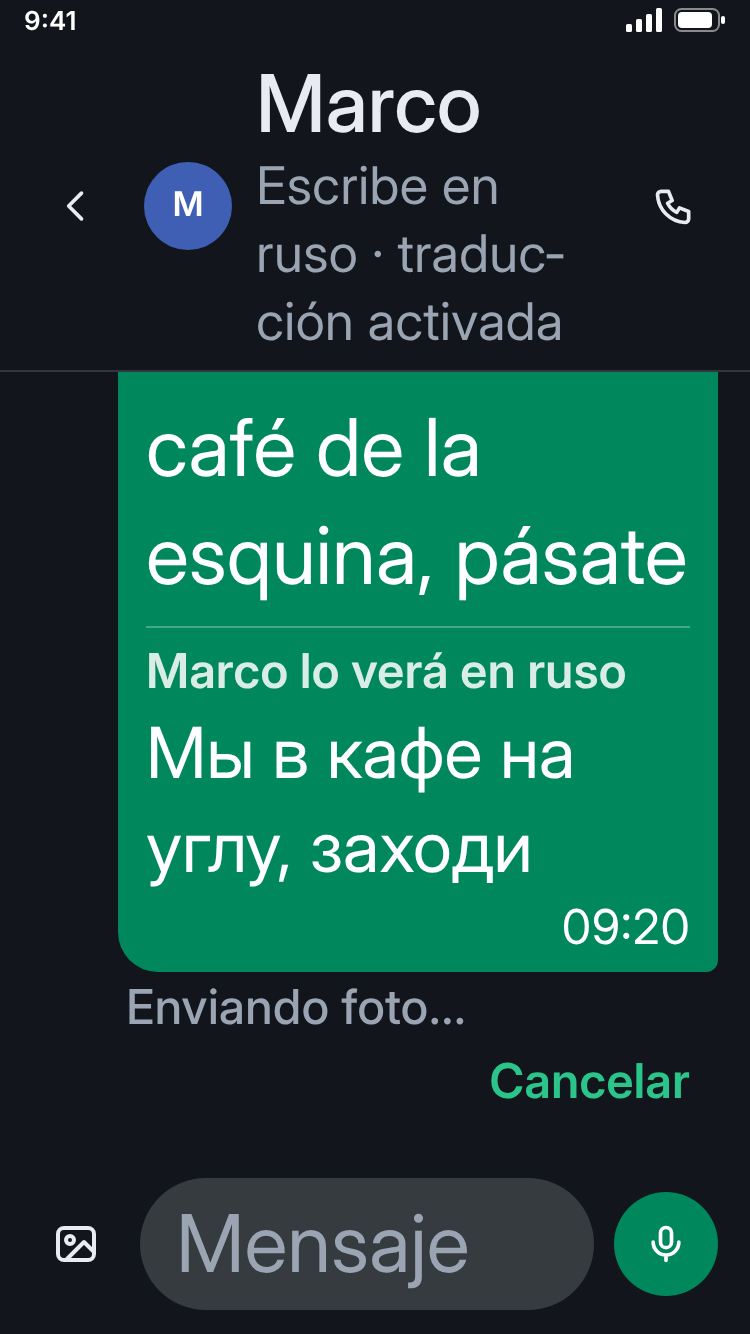 9:41
Marco
M
Escribe en
ruso · traduc-
ción activada
café de la
esquina, pásate
Marco lo verá en ruso
Мы в кафе на
углу, заходи
09:20
Enviando foto...
Cancelar
Mensaje